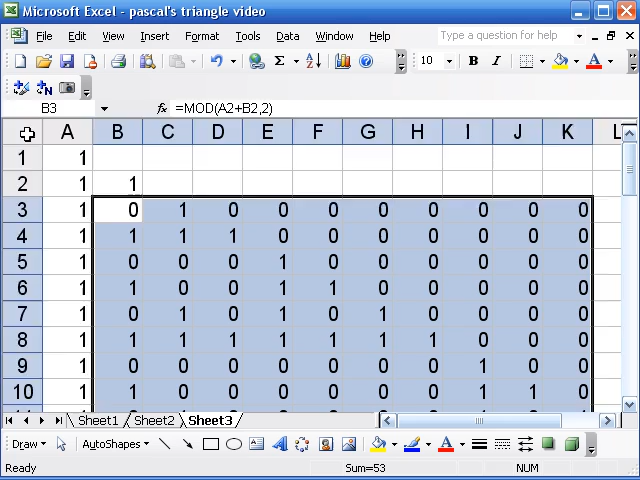 Microsoft Excel - pascal's triangle video
File Edit View Insert Format Tools Data Window Help Type a question for help
10 B I
B3 fx =MOD(A2+B2,2)
A B C D E F G H I J K L
1 1
2 1 1
3 1 0 1 0 0 0 0 0 0 0 0
4 1 1 1 1 0 0 0 0 0 0 0
5 1 0 0 0 1 0 0 0 0 0 0
6 1 1 0 0 1 1 0 0 0 0 0
7 1 0 1 0 1 0 1 0 0 0 0
8 1 1 1 1 1 1 1 1 0 0 0
9 1 0 0 0 0 0 0 0 1 0 0
10 1 1 0 0 0 0 0 0 1 1 0
Sheet1 Sheet2 Sheet3
Draw AutoShapes
Ready Sum=53 NUM